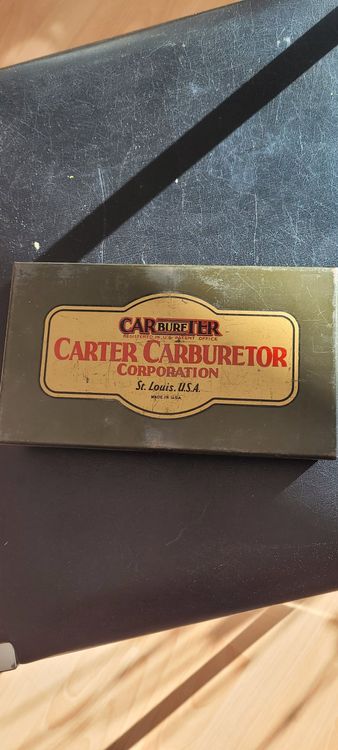 CARBURETER
REGISTERED IN U.S. PATENT OFFICE
CARTER CARBURETOR
CORPORATION
St. Louis, U.S.A.
MADE IN U.S.A.